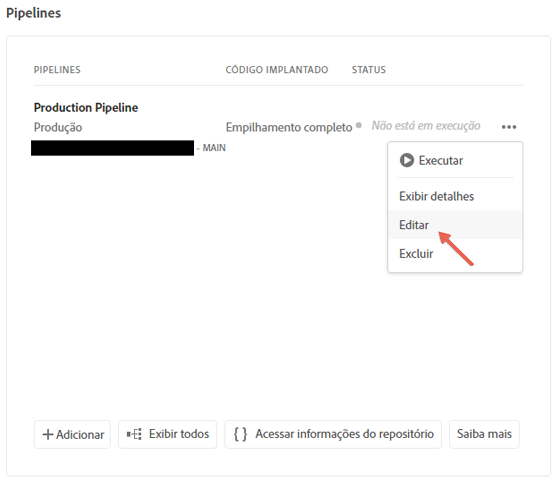 Pipelines
PIPELINES CÓDIGO IMPLANTADO STATUS
Production Pipeline
Produção Empilhamento completo Não está em execução
- MAIN
Executar
Exibir detalhes
Editar
Excluir
Adicionar Exibir todos Acessar informações do repositório Saiba mais